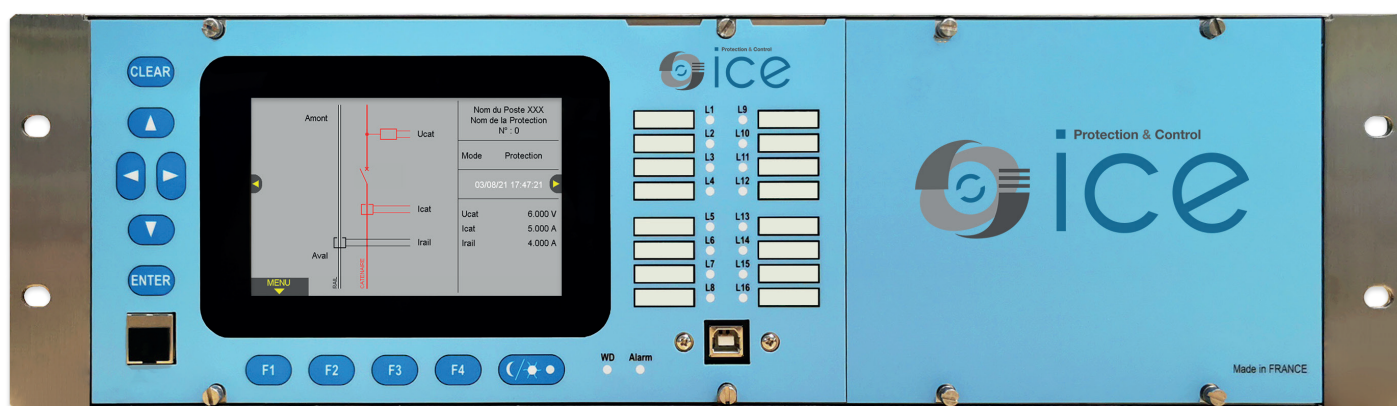 CLEAR
ENTER
Amont
Ucat
Icat
Irail
Aval
RAIL
CATENAIRE
MENU
Nom du Poste XXX
Nom de la Protection
N° : 0
Mode Protection
03/08/21 17:47:21
Ucat 6.000 V
Icat 5.000 A
Irail 4.000 A
F1 F2 F3 F4
WD Alarm
Protection & Control
ice
L1 L9
L2 L10
L3 L11
L4 L12
L5 L13
L6 L14
L7 L15
L8 L16
Protection & Control
ice
Made in FRANCE